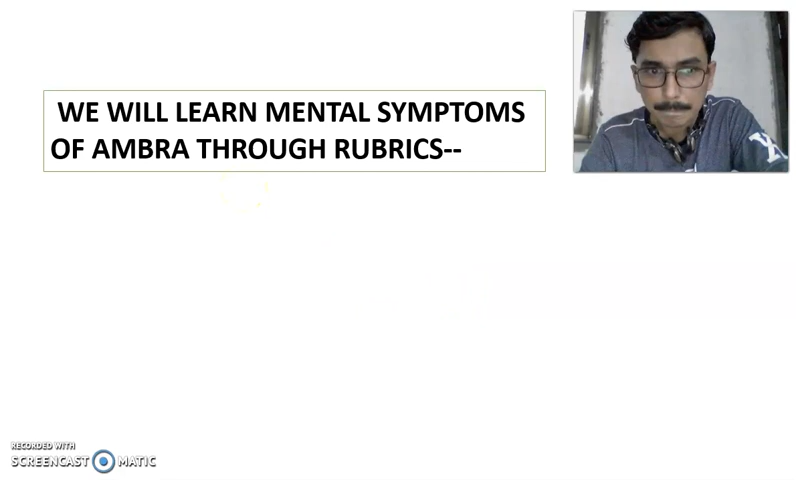 WE WILL LEARN MENTAL SYMPTOMS
OF AMBRA THROUGH RUBRICS--
RECORDED WITH
SCREENCAST MATIC